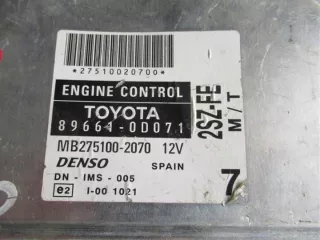 *27510020700*
ENGINE CONTROL
TOYOTA
89661-0D071
MB275100-2070 12V
DENSO SPAIN
DN - IMS - 005
e2 I-00 1021
2SZ-FE
M/T
7